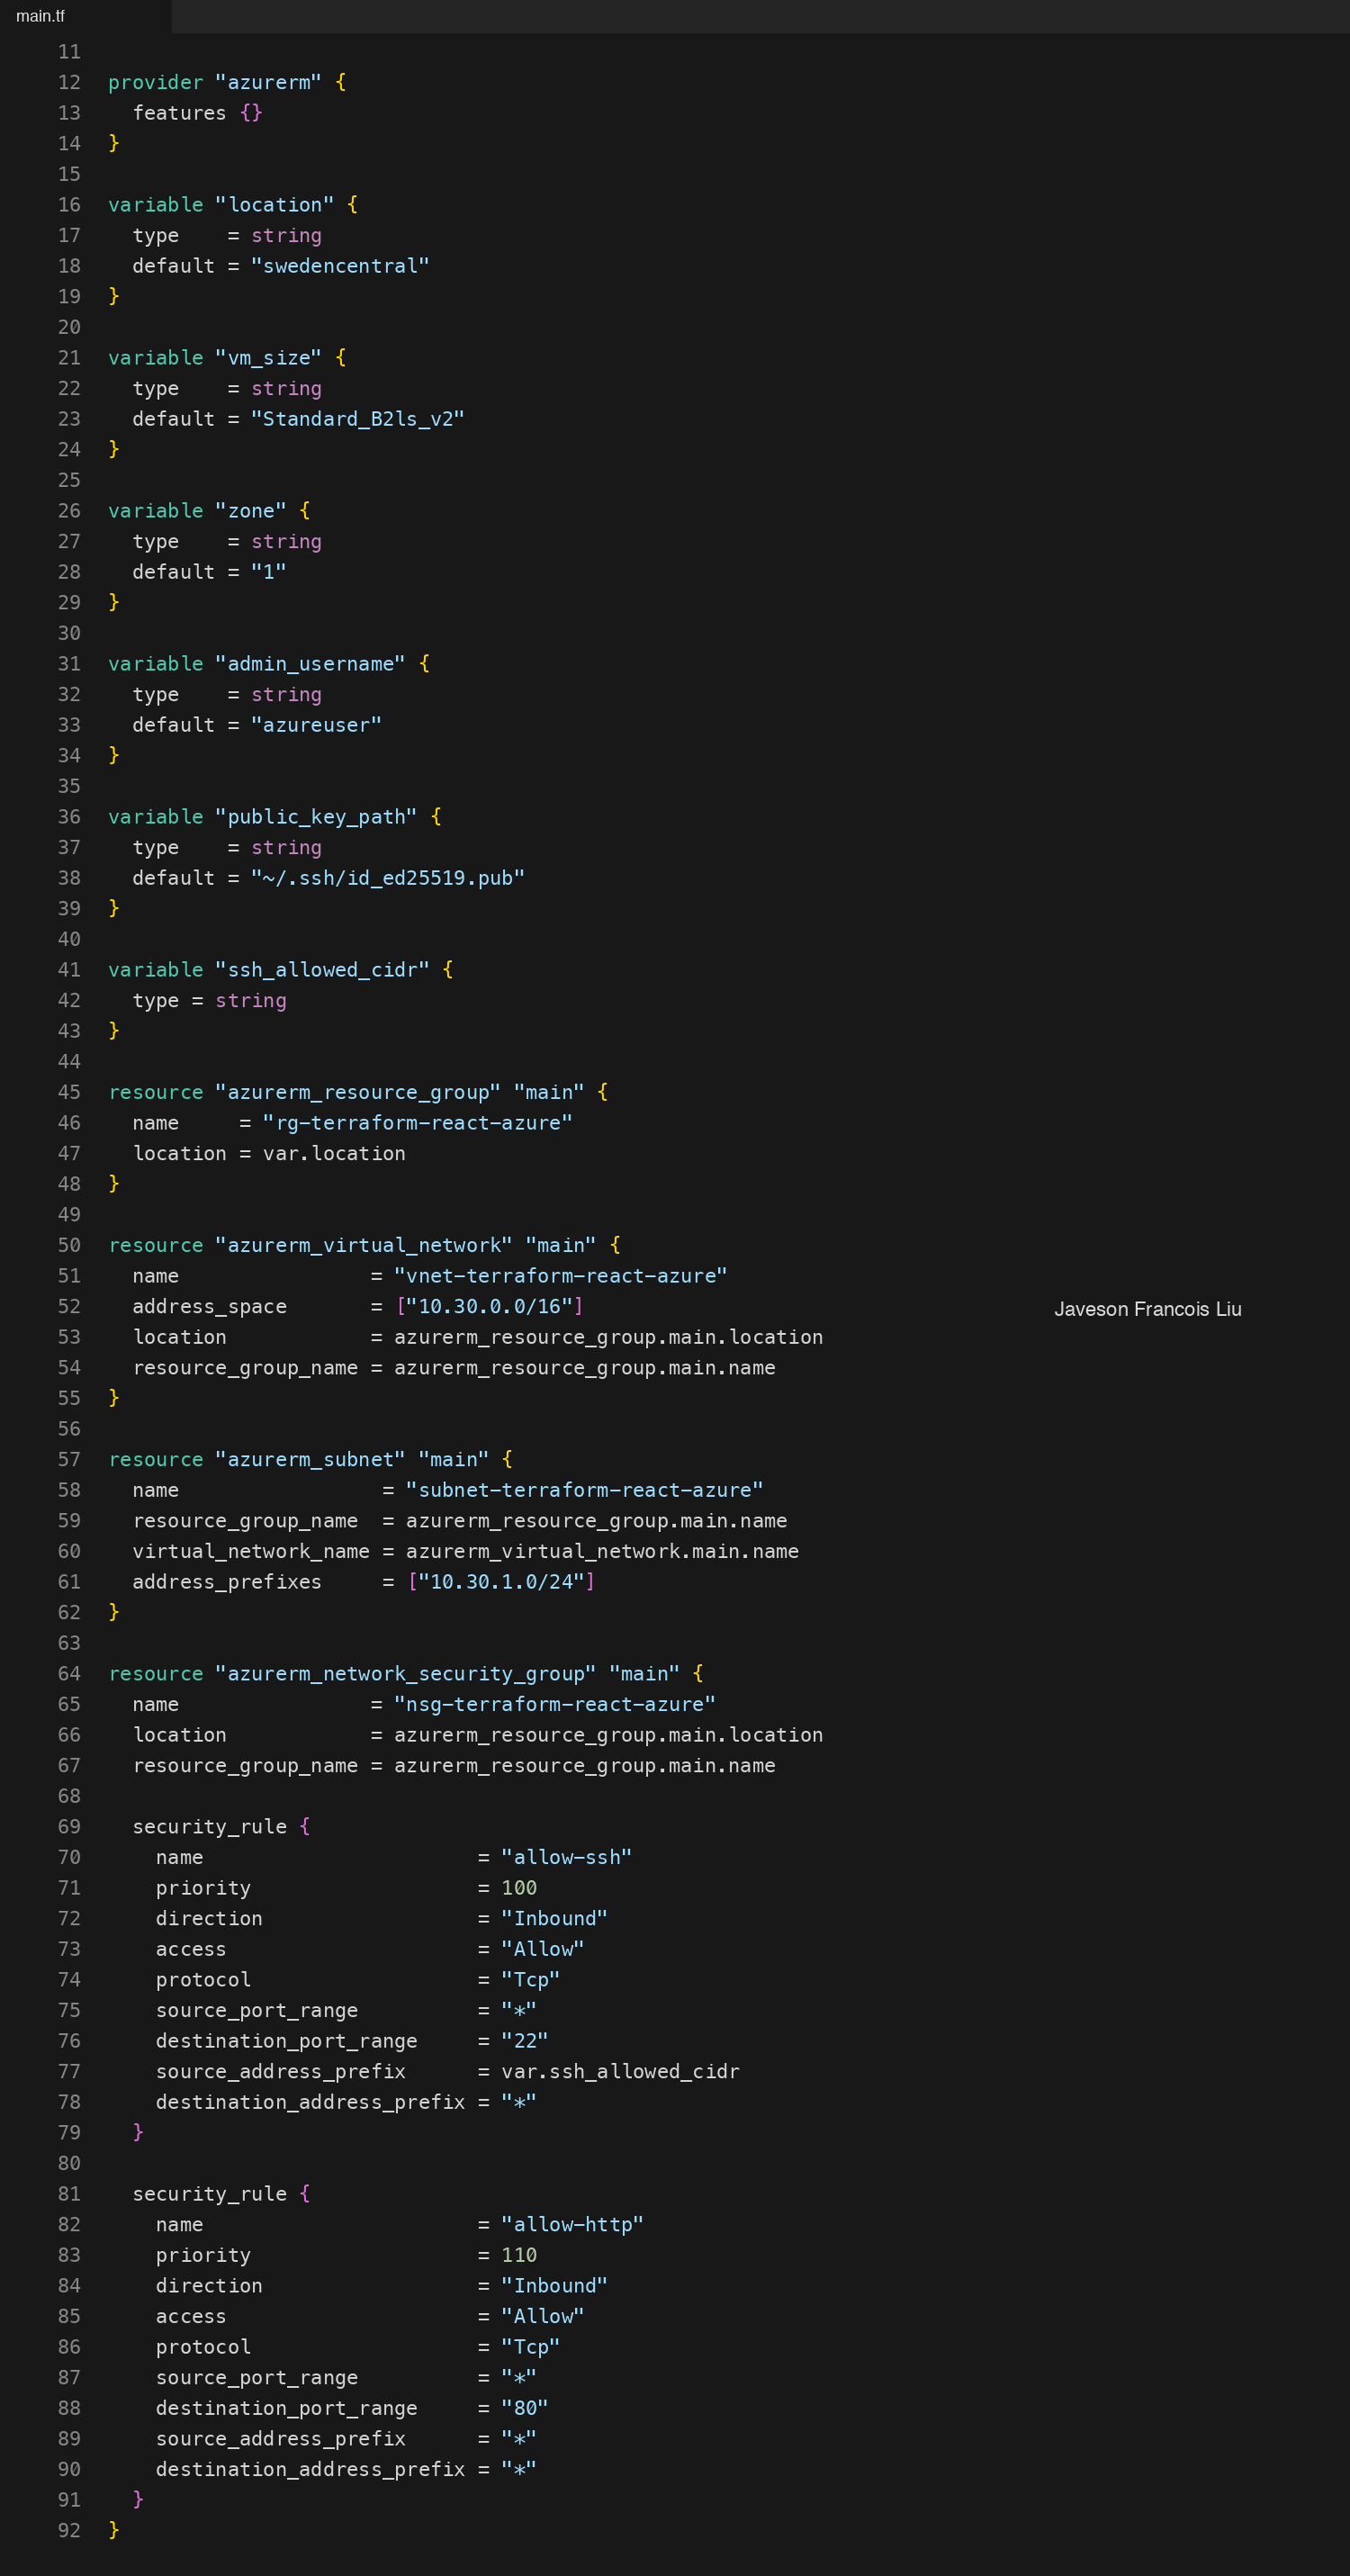 main.tf
11
12 provider "azurerm" {
13   features {}
14 }
15
16 variable "location" {
17   type    = string
18   default = "swedencentral"
19 }
20
21 variable "vm_size" {
22   type    = string
23   default = "Standard_B2ls_v2"
24 }
25
26 variable "zone" {
27   type    = string
28   default = "1"
29 }
30
31 variable "admin_username" {
32   type    = string
33   default = "azureuser"
34 }
35
36 variable "public_key_path" {
37   type    = string
38   default = "~/.ssh/id_ed25519.pub"
39 }
40
41 variable "ssh_allowed_cidr" {
42   type = string
43 }
44
45 resource "azurerm_resource_group" "main" {
46   name     = "rg-terraform-react-azure"
47   location = var.location
48 }
49
50 resource "azurerm_virtual_network" "main" {
51   name                = "vnet-terraform-react-azure"
52   address_space       = ["10.30.0.0/16"]
Javeson Francois Liu
53   location            = azurerm_resource_group.main.location
54   resource_group_name = azurerm_resource_group.main.name
55 }
56
57 resource "azurerm_subnet" "main" {
58   name                 = "subnet-terraform-react-azure"
59   resource_group_name  = azurerm_resource_group.main.name
60   virtual_network_name = azurerm_virtual_network.main.name
61   address_prefixes     = ["10.30.1.0/24"]
62 }
63
64 resource "azurerm_network_security_group" "main" {
65   name                = "nsg-terraform-react-azure"
66   location            = azurerm_resource_group.main.location
67   resource_group_name = azurerm_resource_group.main.name
68
69   security_rule {
70     name                       = "allow-ssh"
71     priority                   = 100
72     direction                  = "Inbound"
73     access                     = "Allow"
74     protocol                   = "Tcp"
75     source_port_range          = "*"
76     destination_port_range     = "22"
77     source_address_prefix      = var.ssh_allowed_cidr
78     destination_address_prefix = "*"
79   }
80
81   security_rule {
82     name                       = "allow-http"
83     priority                   = 110
84     direction                  = "Inbound"
85     access                     = "Allow"
86     protocol                   = "Tcp"
87     source_port_range          = "*"
88     destination_port_range     = "80"
89     source_address_prefix      = "*"
90     destination_address_prefix = "*"
91   }
92 }